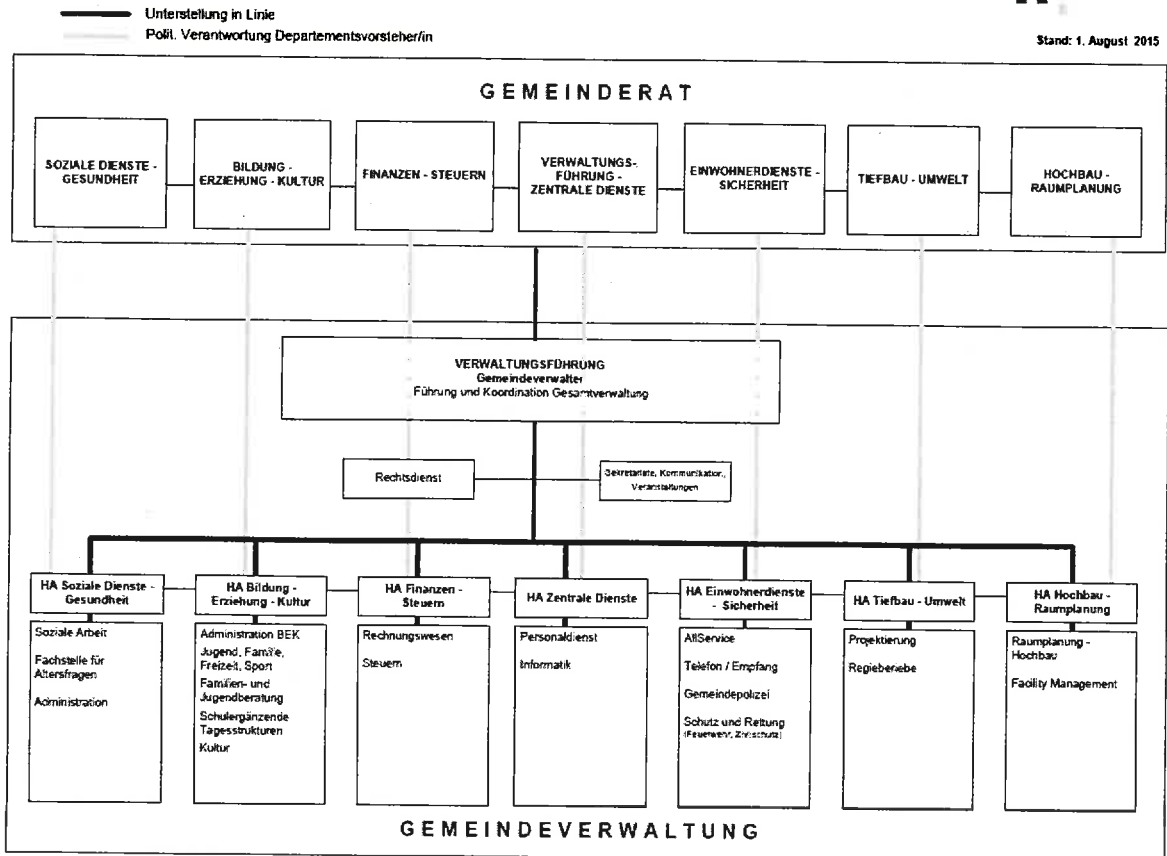 Unterstellung in Linie
Polit. Verantwortung Departementsvorsteher/in
Stand: 1. August 2015
GEMEINDERAT
SOZIALE DIENSTE -
GESUNDHEIT
BILDUNG -
ERZIEHUNG - KULTUR
FINANZEN - STEUERN
VERWALTUNGS-
FÜHRUNG -
ZENTRALE DIENSTE
EINWOHNERDIENSTE -
SICHERHEIT
TIEFBAU - UMWELT
HOCHBAU -
RAUMPLANUNG
VERWALTUNGSFÜHRUNG
Gemeindeverwalter
Führung und Koordination Gesamtverwaltung
Rechtsdienst
Sekretariate, Kommunikation,
Veranstaltungen
HA Soziale Dienste -
Gesundheit
HA Bildung -
Erziehung - Kultur
HA Finanzen -
Steuern
HA Zentrale Dienste
HA Einwohnerdienste
- Sicherheit
HA Tiefbau - Umwelt
HA Hochbau -
Raumplanung
Soziale Arbeit
Fachstelle für
Altersfragen
Administration
Administration BEK
Jugend, Familie,
Freizeit, Sport
Familien- und
Jugendberatung
Schulergänzende
Tagesstrukturen
Kultur
Rechnungswesen
Steuern
Personaldienst
Informatik
AllService
Telefon / Empfang
Gemeindepolizei
Schutz und Rettung
(Feuerwehr, Zivilschutz)
Projektierung
Regiebetriebe
Raumplanung -
Hochbau
Facility Management
GEMEINDEVERWALTUNG